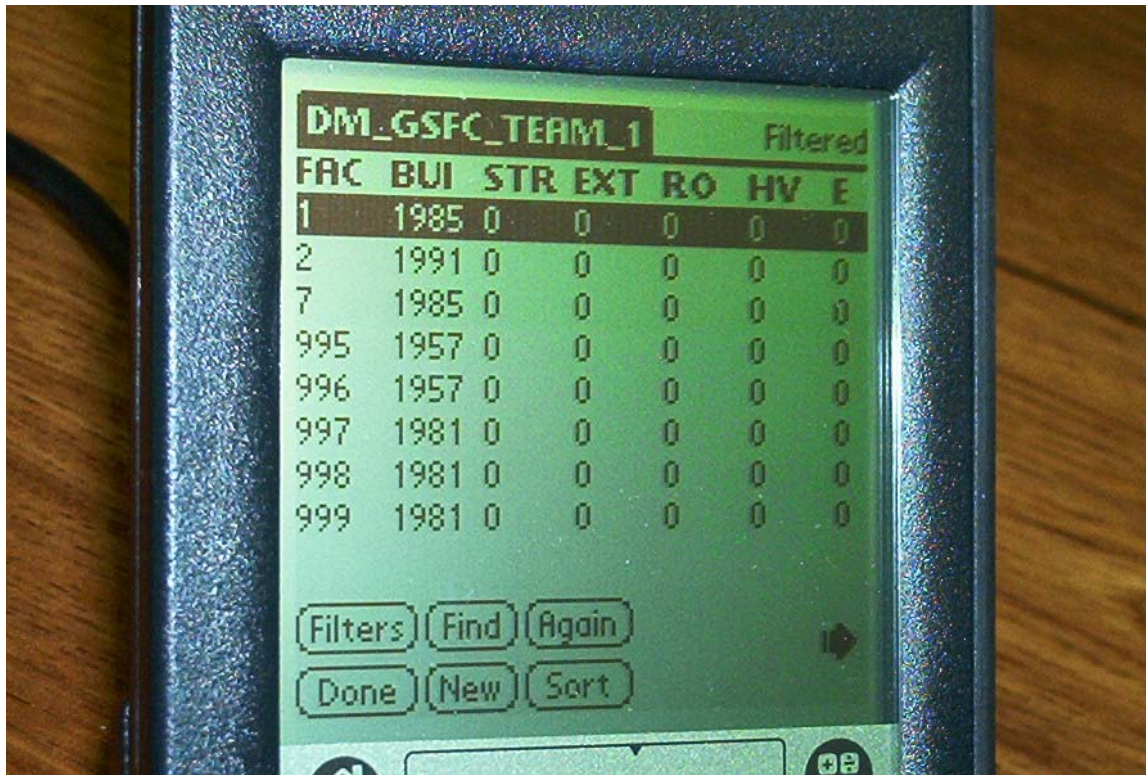 DM_GSFC_TEAM_1 Filtered
FAC BUI STR EXT RO HV E
1 1985 0 0 0 0 0
2 1991 0 0 0 0 0
7 1985 0 0 0 0 0
995 1957 0 0 0 0 0
996 1957 0 0 0 0 0
997 1981 0 0 0 0 0
998 1981 0 0 0 0 0
999 1981 0 0 0 0 0
Filters Find Again
Done New Sort